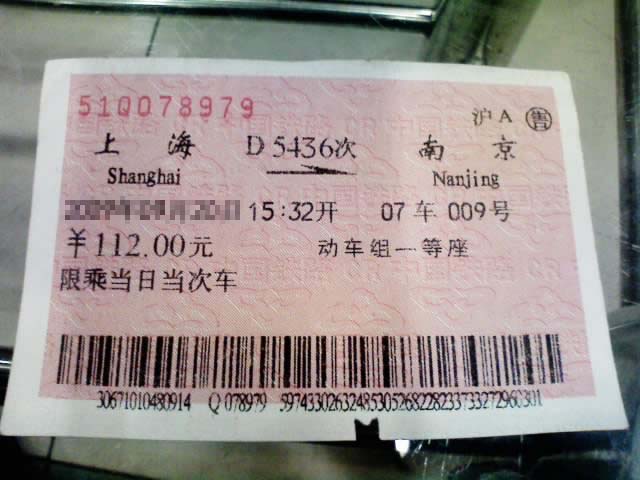 51Q078979
沪A 售
上海 D5436次 南京
Shanghai Nanjing
15:32开 07车 009号
￥112.00元 动车组一等座
限乘当日当次车
30671010480914 Q 078979